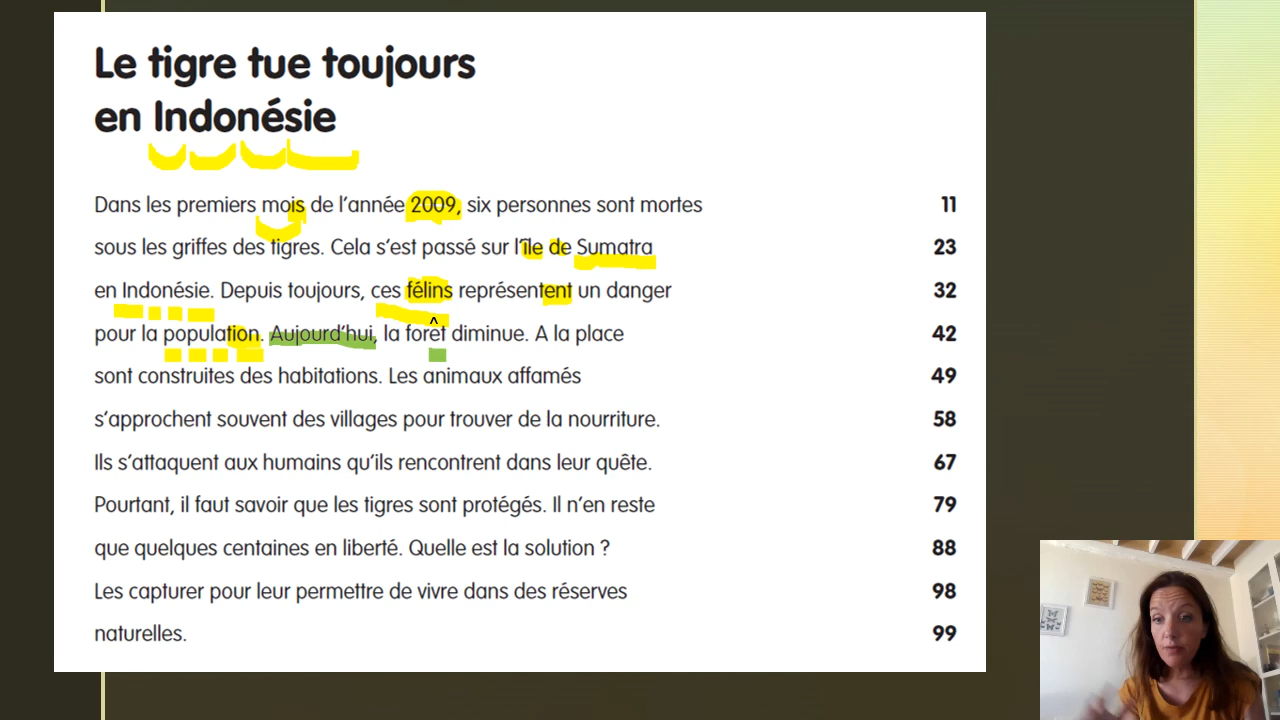 Le tigre tue toujours
en Indonésie
Dans les premiers mois de l'année 2009, six personnes sont mortes 11
sous les griffes des tigres. Cela s'est passé sur l'île de Sumatra 23
en Indonésie. Depuis toujours, ces félins représentent un danger 32
pour la population. Aujourd'hui, la forêt diminue. A la place 42
sont construites des habitations. Les animaux affamés 49
s'approchent souvent des villages pour trouver de la nourriture. 58
Ils s'attaquent aux humains qu'ils rencontrent dans leur quête. 67
Pourtant, il faut savoir que les tigres sont protégés. Il n'en reste 79
que quelques centaines en liberté. Quelle est la solution ? 88
Les capturer pour leur permettre de vivre dans des réserves 98
naturelles. 99